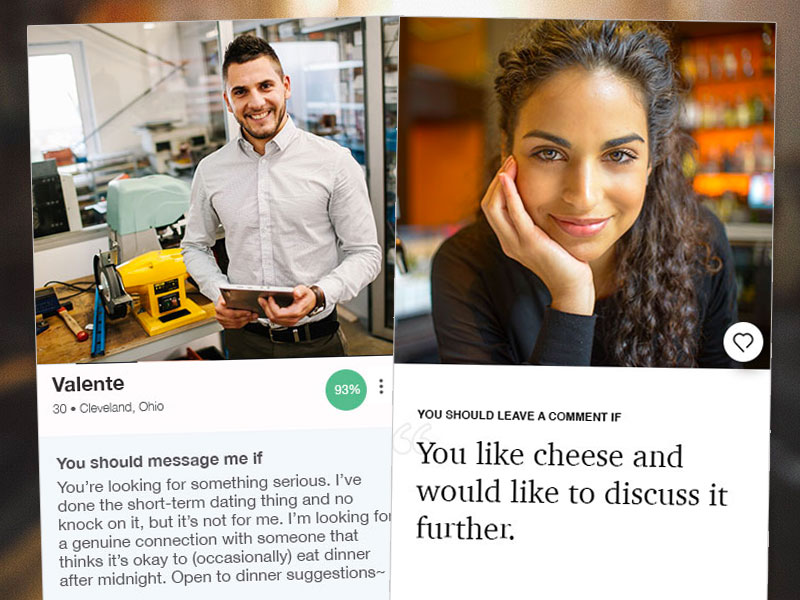 Valente
93%
30 • Cleveland, Ohio
You should message me if
You're looking for something serious. I've
done the short-term dating thing and no
knock on it, but it's not for me. I'm looking for
a genuine connection with someone that
thinks it's okay to (occasionally) eat dinner
after midnight. Open to dinner suggestions~
YOU SHOULD LEAVE A COMMENT IF
You like cheese and
would like to discuss it
further.